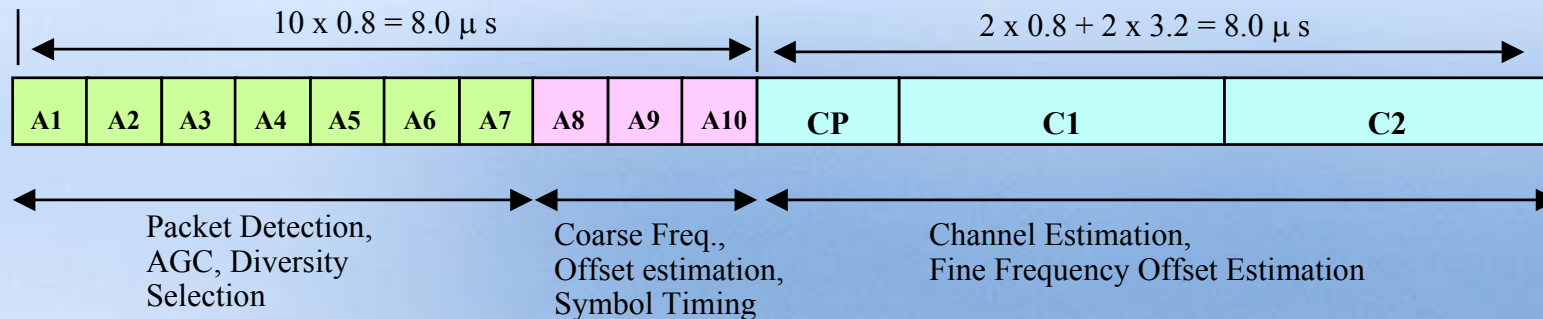 10 x 0.8 = 8.0 μ s
2 x 0.8 + 2 x 3.2 = 8.0 μ s
A1 A2 A3 A4 A5 A6 A7 A8 A9 A10 CP C1 C2
Packet Detection,
AGC, Diversity
Selection
Coarse Freq.,
Offset estimation,
Symbol Timing
Channel Estimation,
Fine Frequency Offset Estimation